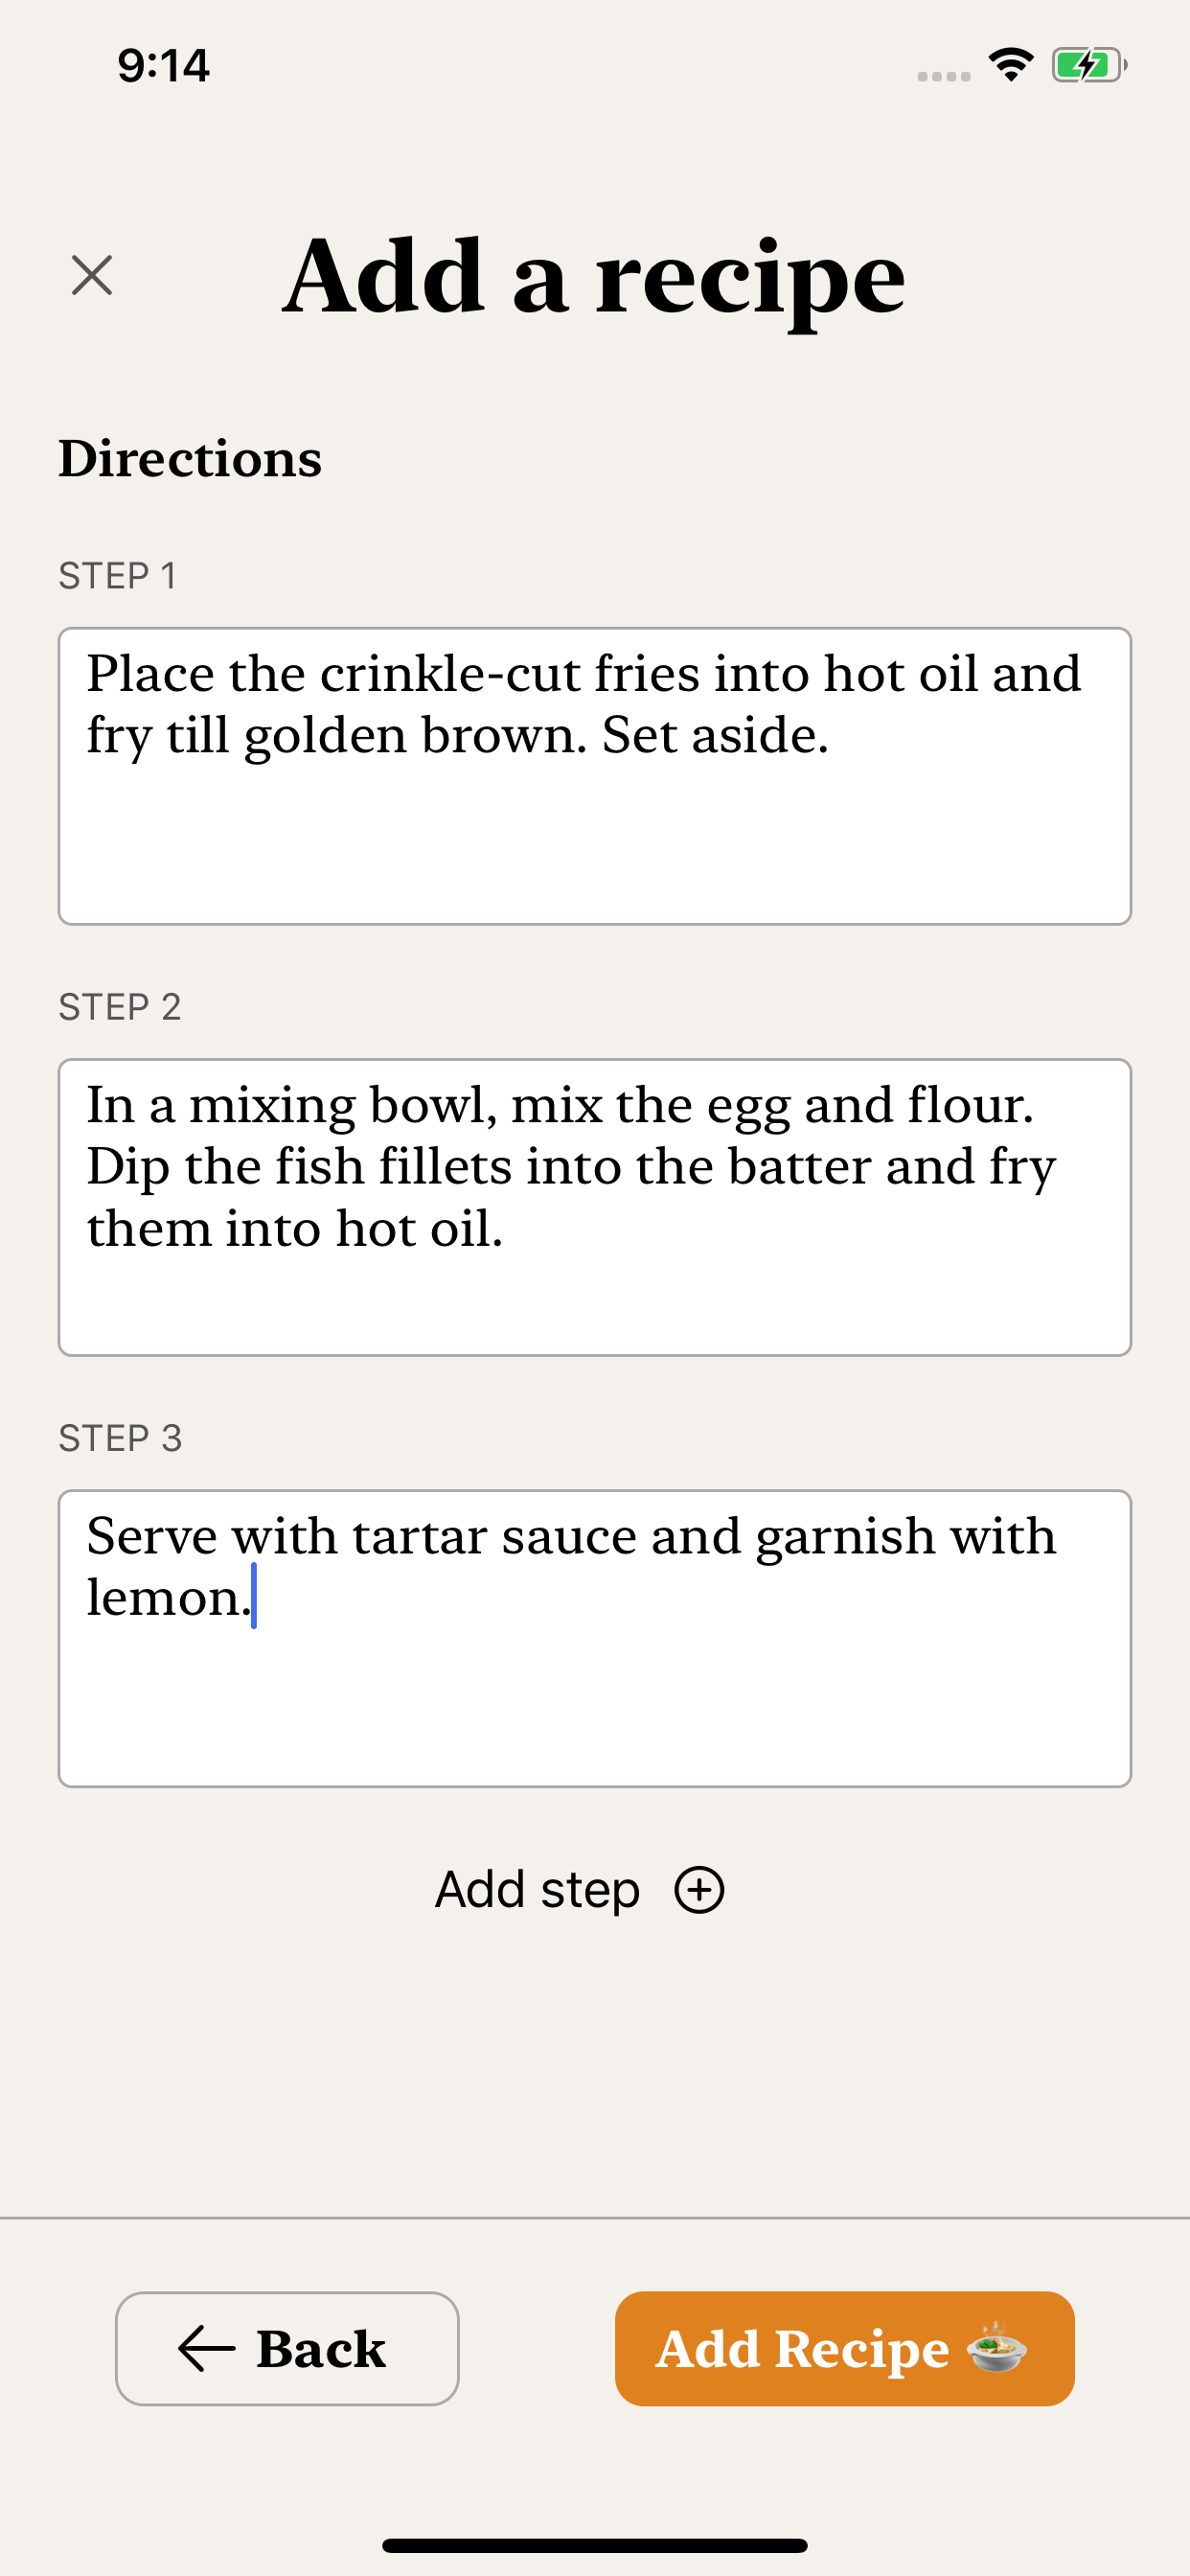 9:14
Add a recipe
Directions
STEP 1
Place the crinkle-cut fries into hot oil and
fry till golden brown. Set aside.
STEP 2
In a mixing bowl, mix the egg and flour.
Dip the fish fillets into the batter and fry
them into hot oil.
STEP 3
Serve with tartar sauce and garnish with
lemon.
Add step
Back
Add Recipe